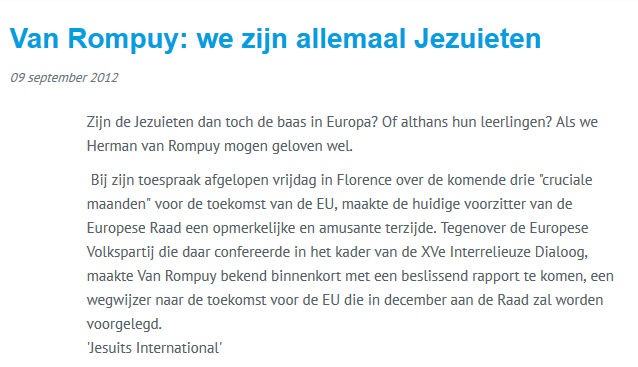 Van Rompuy: we zijn allemaal Jezuieten
09 september 2012
Zijn de Jezuieten dan toch de baas in Europa? Of althans hun leerlingen? Als we
Herman van Rompuy mogen geloven wel.
Bij zijn toespraak afgelopen vrijdag in Florence over de komende drie "cruciale
maanden" voor de toekomst van de EU, maakte de huidige voorzitter van de
Europese Raad een opmerkelijke en amusante terzijde. Tegenover de Europese
Volkspartij die daar confereerde in het kader van de XVe Interrelieuze Dialoog,
maakte Van Rompuy bekend binnenkort met een beslissend rapport te komen, een
wegwijzer naar de toekomst voor de EU die in december aan de Raad zal worden
voorgelegd.
'Jesuits International'